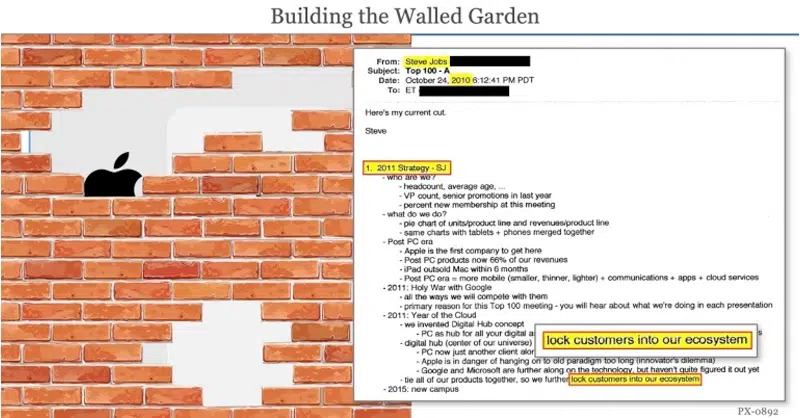 Building the Walled Garden
From: Steve Jobs
Subject: Top 100 - A
Date: October 24, 2010 6:12:41 PM PDT
To: ET
Here's my current cut.
Steve
1. 2011 Strategy - SJ
- who are we?
- headcount, average age, ...
- VP count, senior promotions in last year
- percent new membership at this meeting
- what do we do?
- pie chart of units/product line and revenues/product line
- same charts with tablets + phones merged together
- Post PC era
- Apple is the first company to get here
- Post PC products now 66% of our revenues
- iPad outsold Mac within 6 months
- Post PC era = more mobile (smaller, thinner, lighter) + communications + apps + cloud services
- 2011: Holy War with Google
- all the ways we will compete with them
- primary reason for this Top 100 meeting - you will hear about what we're doing in each presentation
- 2011: Year of the Cloud
- we invented Digital Hub concept
- PC as hub for all your digital
lock customers into our ecosystem
- digital hub (center of our universe)
- PC now just another client
- Apple is in danger of hanging on to old paradigm too long (innovator's dilemma)
- Google and Microsoft are further along on the technology, but haven't quite figured it out yet
- tie all of our products together, so we further lock customers into our ecosystem
- 2015: new campus
PX-0892